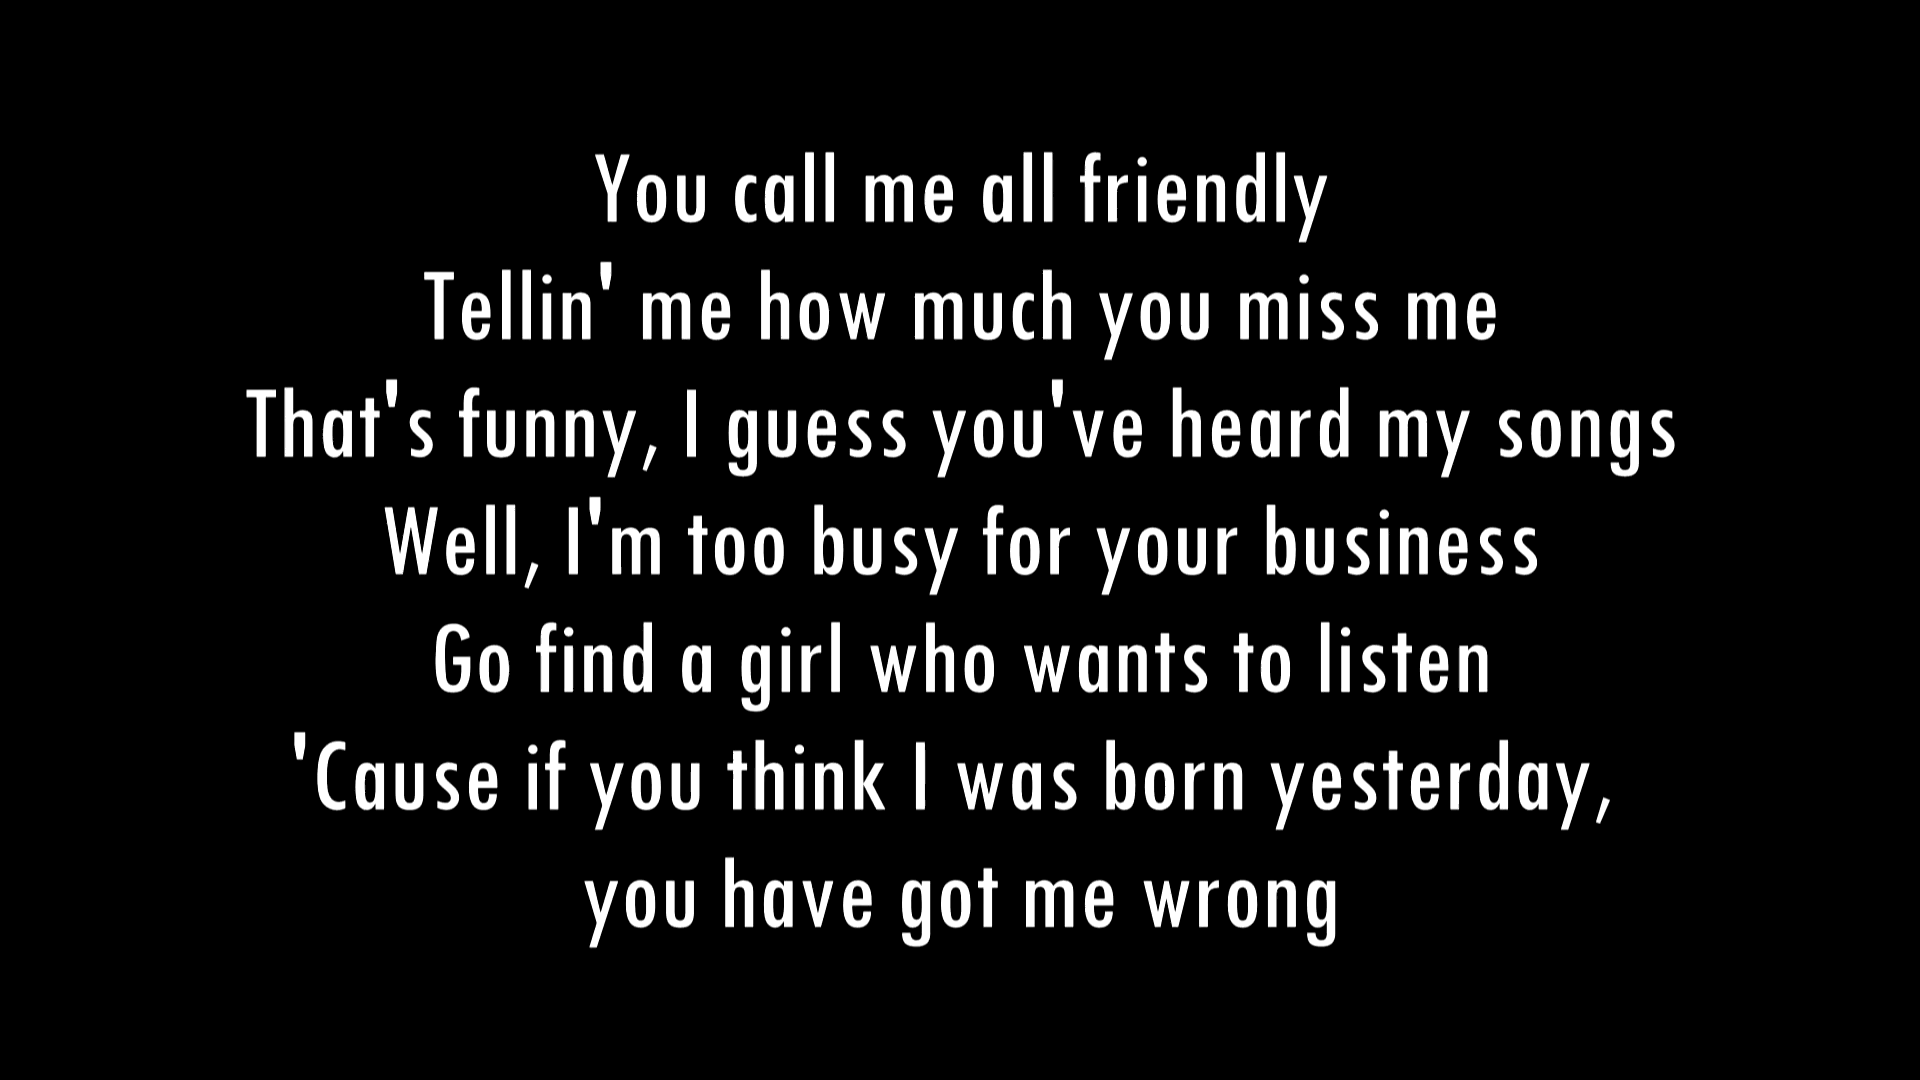 You call me all friendly
Tellin' me how much you miss me
That's funny, I guess you've heard my songs
Well, I'm too busy for your business
Go find a girl who wants to listen
'Cause if you think I was born yesterday,
you have got me wrong